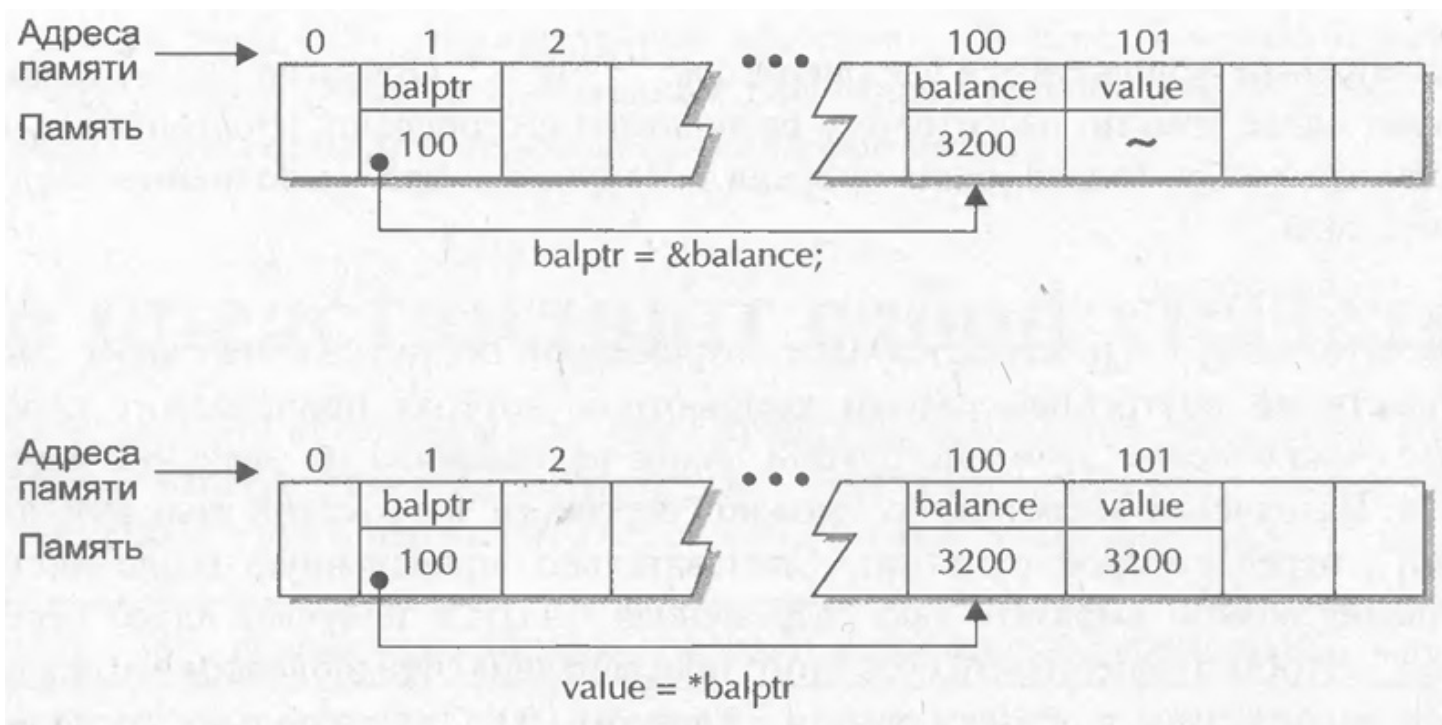 Адреса памяти
0 1 2 ••• 100 101
balptr balance value
Память
100 3200 ~
balptr = &balance;
Адреса памяти
0 1 2 ••• 100 101
balptr balance value
Память
100 3200 3200
value = *balptr